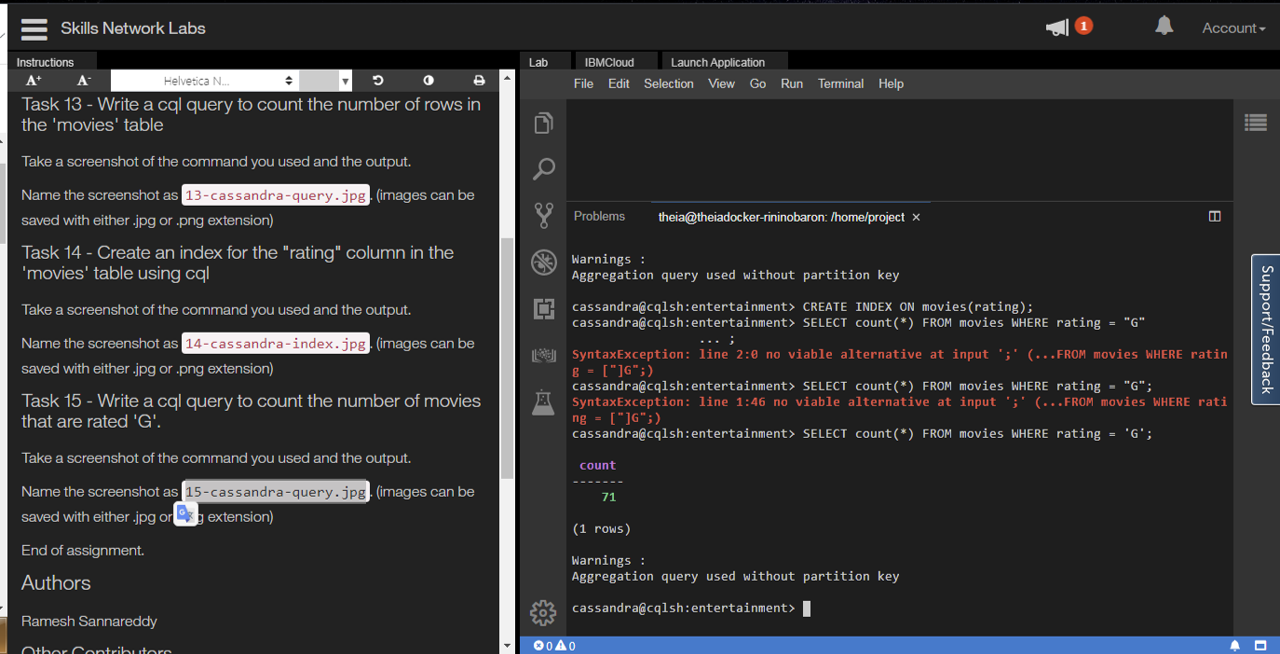 Skills Network Labs
1
Account
Instructions
A+ A- Helvetica N...
Task 13 - Write a cql query to count the number of rows in
the 'movies' table
Take a screenshot of the command you used and the output.
Name the screenshot as 13-cassandra-query.jpg. (images can be
saved with either .jpg or .png extension)
Task 14 - Create an index for the "rating" column in the
'movies' table using cql
Take a screenshot of the command you used and the output.
Name the screenshot as 14-cassandra-index.jpg. (images can be
saved with either .jpg or .png extension)
Task 15 - Write a cql query to count the number of movies
that are rated 'G'.
Take a screenshot of the command you used and the output.
Name the screenshot as 15-cassandra-query.jpg. (images can be
saved with either .jpg or g extension)
End of assignment.
Authors
Ramesh Sannareddy
Other Contributors
Lab IBMCloud Launch Application
File Edit Selection View Go Run Terminal Help
Problems theia@theiadocker-rininobaron: /home/project ×
Warnings :
Aggregation query used without partition key
cassandra@cqlsh:entertainment> CREATE INDEX ON movies(rating);
cassandra@cqlsh:entertainment> SELECT count(*) FROM movies WHERE rating = "G"
... ;
SyntaxException: line 2:0 no viable alternative at input ';' (...FROM movies WHERE ratin
g = ["]G";)
cassandra@cqlsh:entertainment> SELECT count(*) FROM movies WHERE rating = "G";
SyntaxException: line 1:46 no viable alternative at input ';' (...FROM movies WHERE rati
ng = ["]G";)
cassandra@cqlsh:entertainment> SELECT count(*) FROM movies WHERE rating = 'G';
count
-------
71
(1 rows)
Warnings :
Aggregation query used without partition key
cassandra@cqlsh:entertainment>
0 0
Support/Feedback